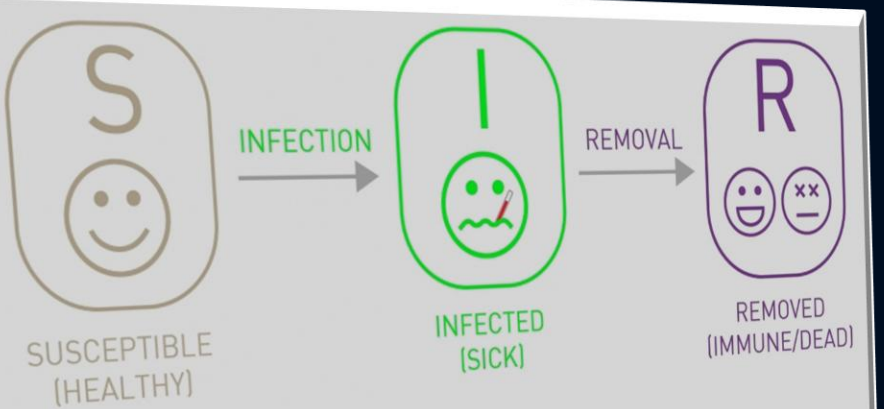 S
INFECTION
I
REMOVAL
R
SUSCEPTIBLE
(HEALTHY)
INFECTED
(SICK)
REMOVED
(IMMUNE/DEAD)